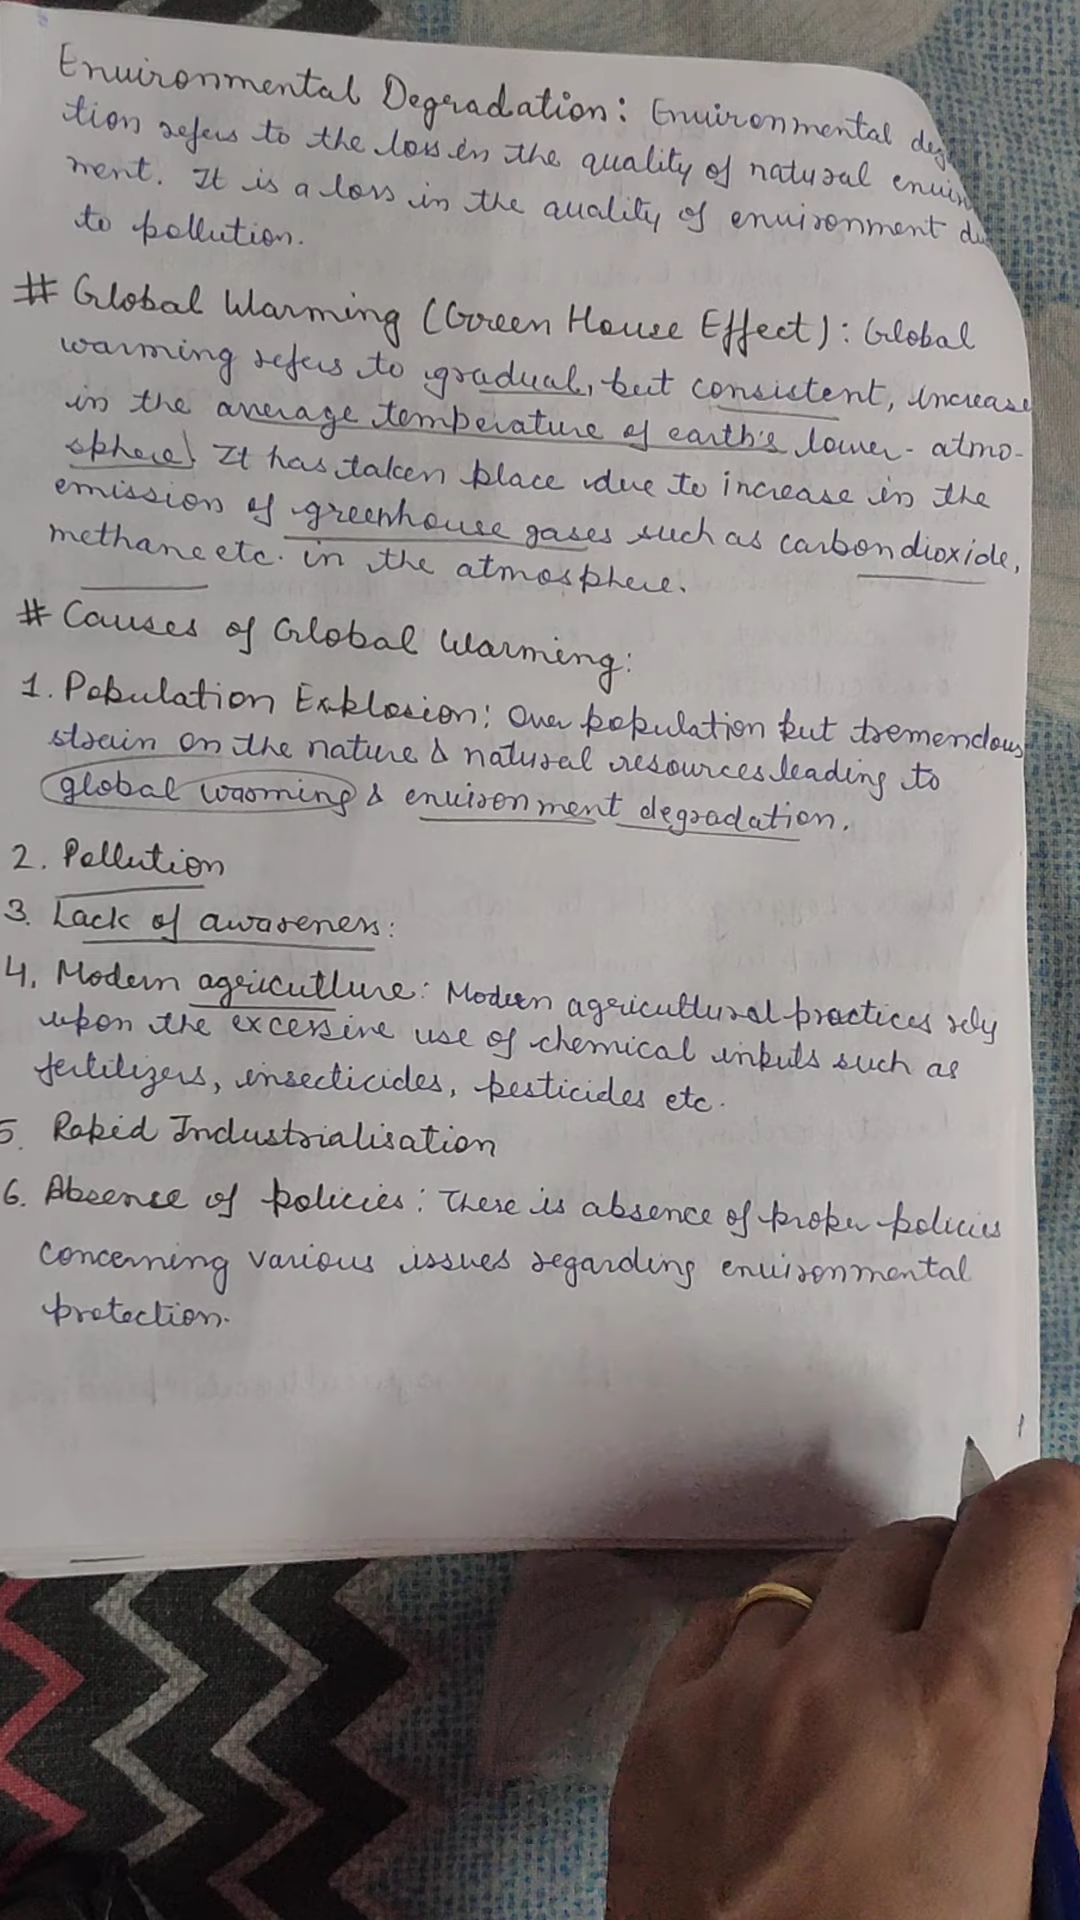 Environmental Degradation: Environmental deg
tion refers to the loss in the quality of natural envir
ment. It is a loss in the quality of environment du
to pollution.
# Global Warming (Green House Effect): Global
warming refers to gradual, but consistent, increase
in the average temperature of earth's lower-atmo-
sphere. It has taken place due to increase in the
emission of greenhouse gases such as carbondioxide,
methane etc. in the atmosphere.
# Causes of Global Warming:
1. Population Explosion: Over population put tremendous
strain on the nature & natural resources leading to
global warming & environment degradation.
2. Pollution
3. Lack of awareness:
4. Modern agricutlture: Modern agricultural practices rely
upon the excessive use of chemical inputs such as
fertilizers, insecticides, pesticides etc.
5. Rapid Industrialisation
6. Absence of policies: There is absence of proper policies
concerning various issues regarding environmental
protection.